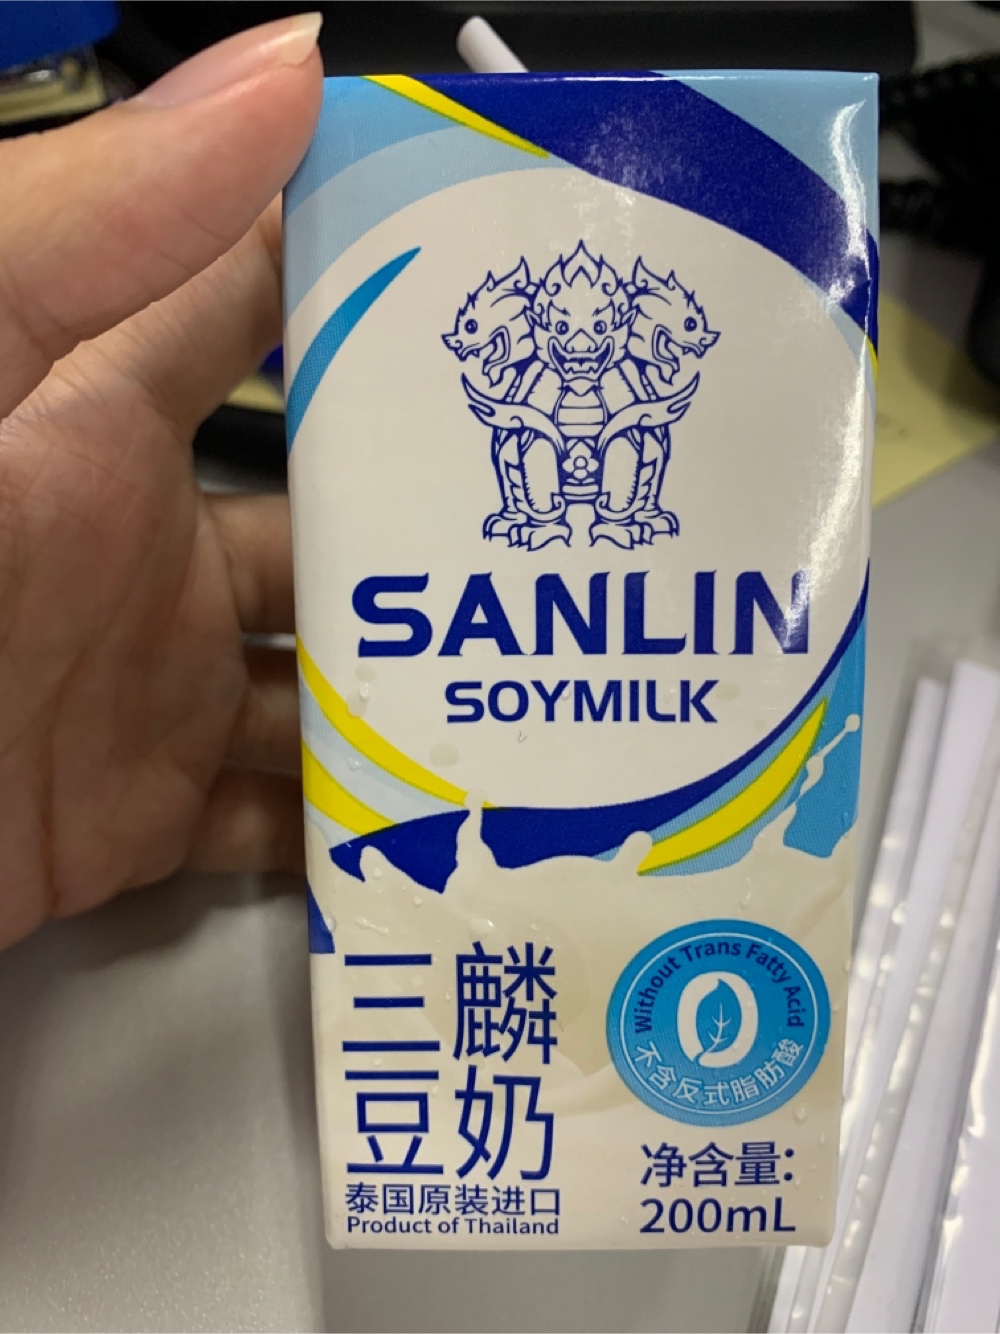 SANLIN
SOYMILK
三麟
豆奶
泰国原装进口
Product of Thailand
Without Trans Fatty Acid
0
不含反式脂肪酸
净含量:
200mL